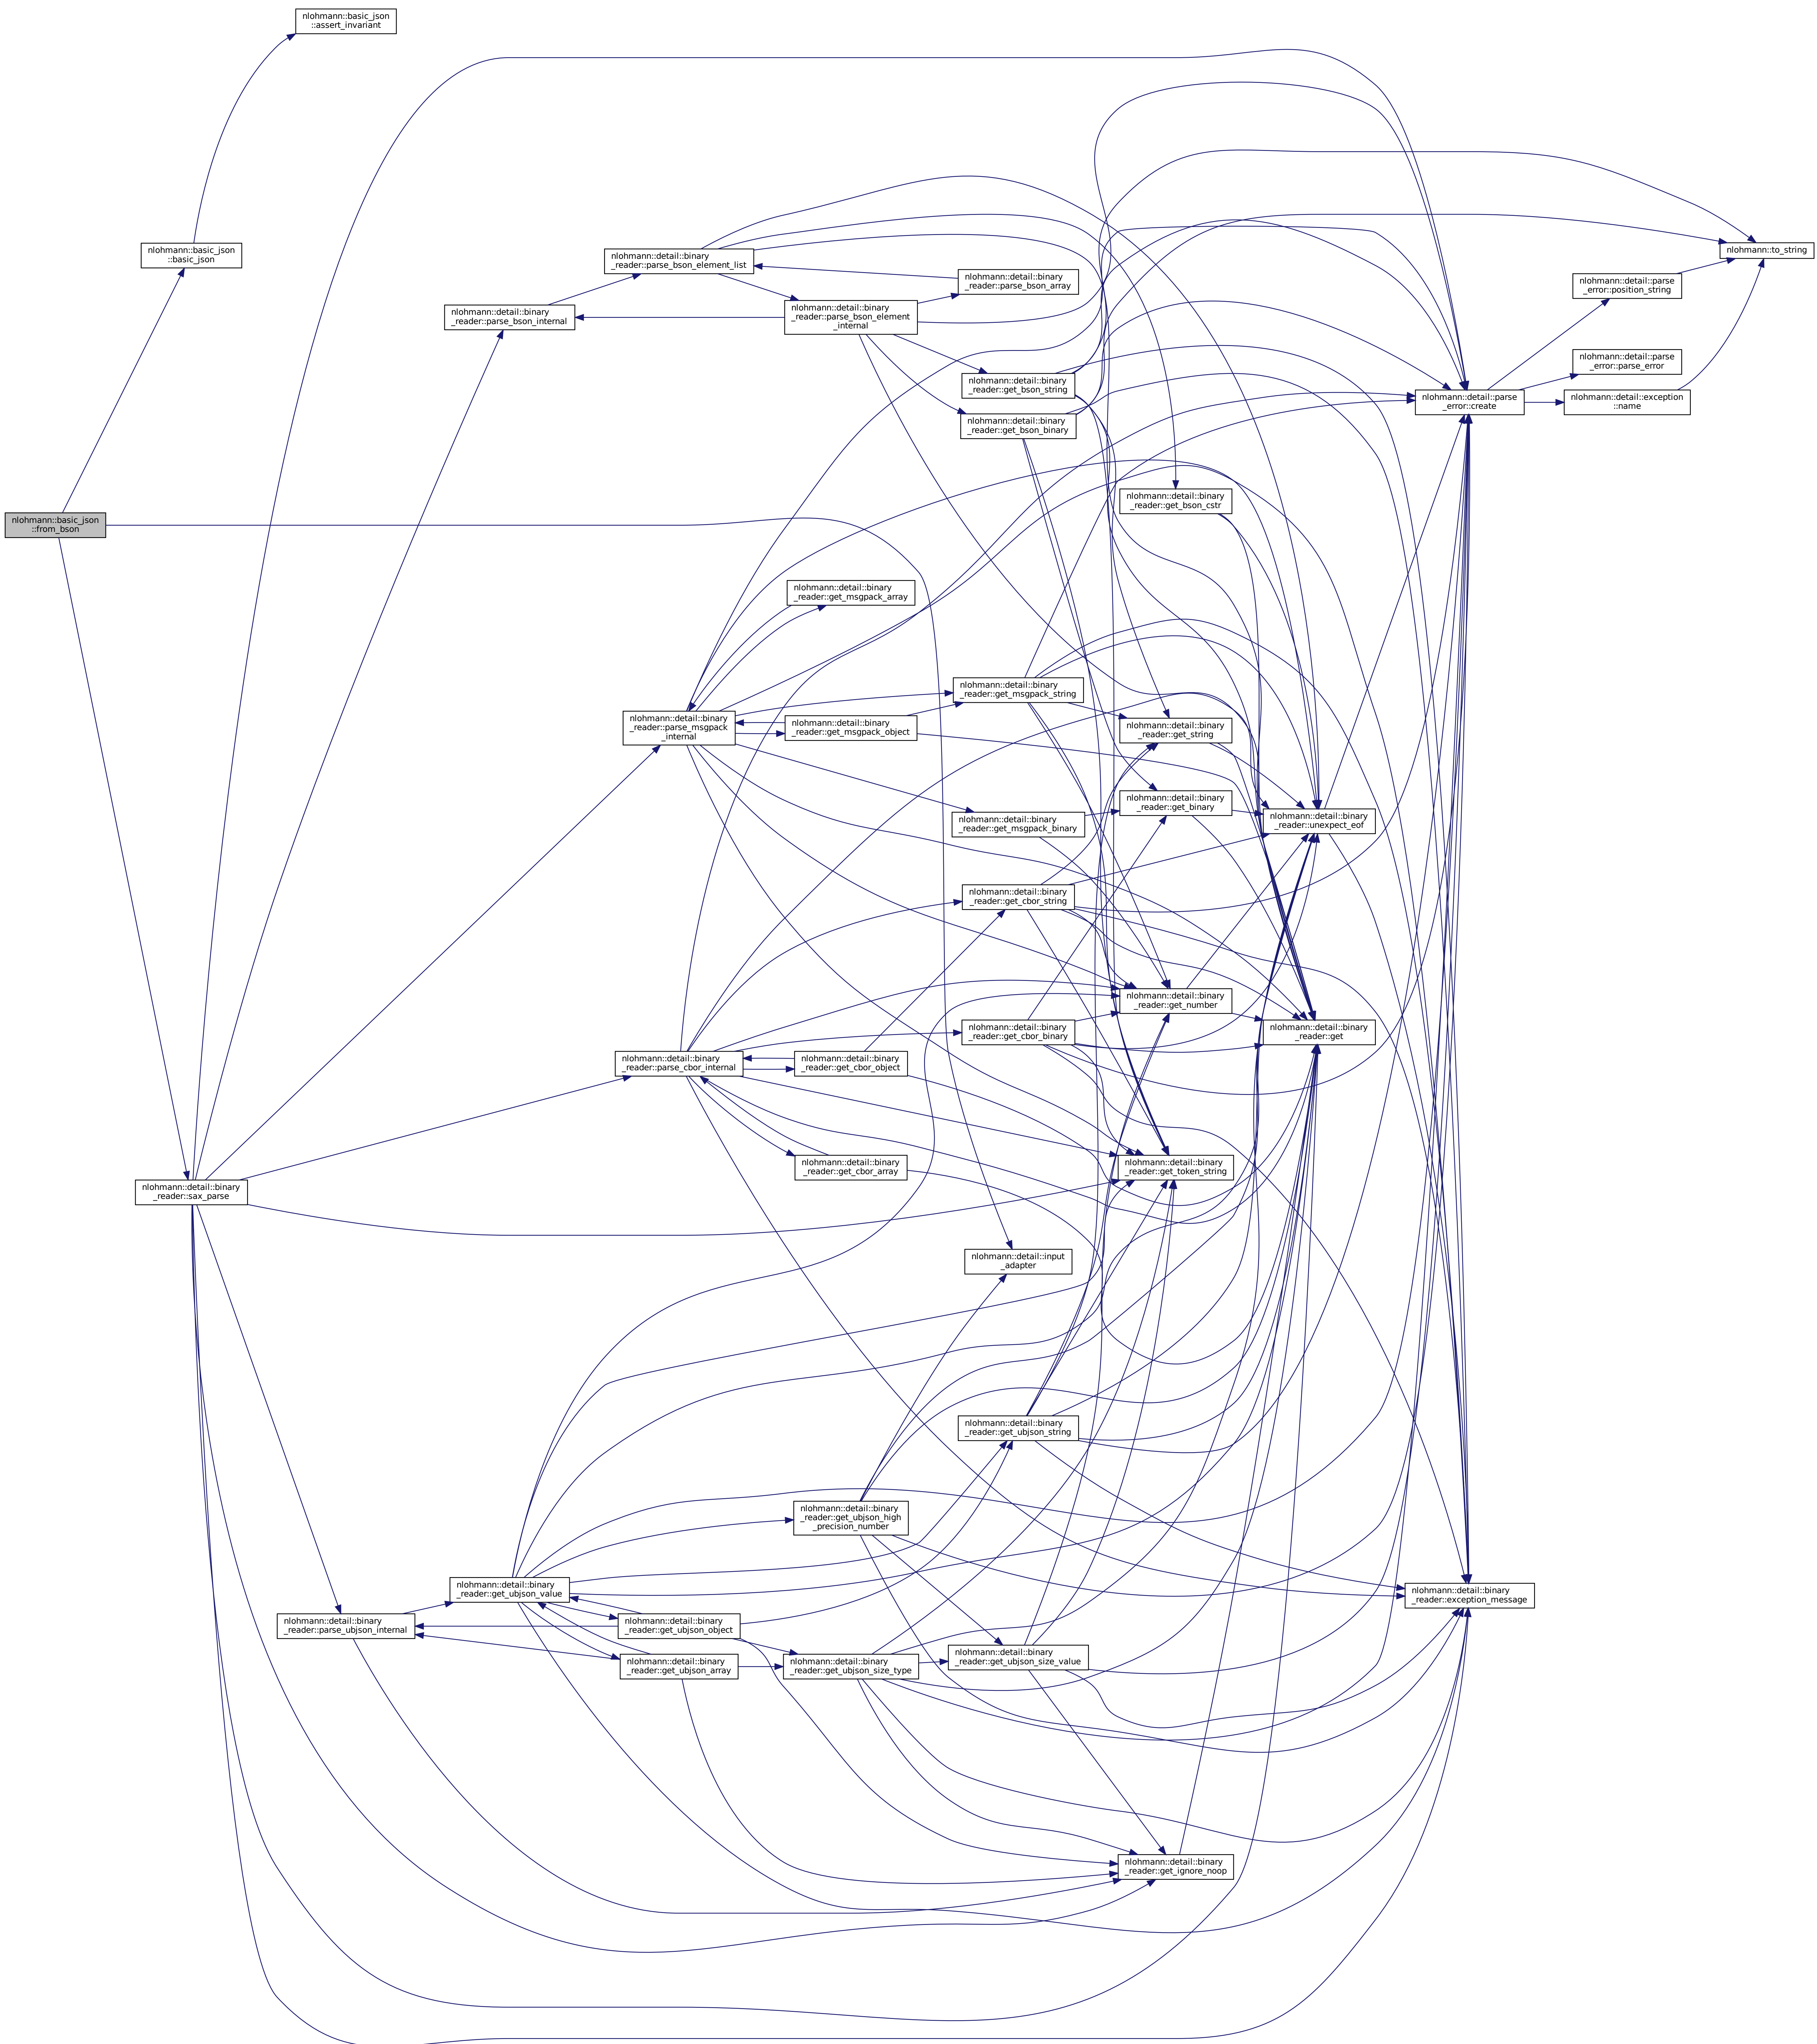 nlohmann::basic_json
::assert_invariant
nlohmann::basic_json
::basic_json
nlohmann::to_string
nlohmann::detail::binary
_reader::parse_bson_element_list
nlohmann::detail::binary
_reader::parse_bson_array
nlohmann::detail::parse
_error::position_string
nlohmann::detail::binary
_reader::parse_bson_internal
nlohmann::detail::binary
_reader::parse_bson_element
_internal
nlohmann::detail::parse
_error::parse_error
nlohmann::detail::binary
_reader::get_bson_string
nlohmann::detail::parse
_error::create
nlohmann::detail::exception
::name
nlohmann::detail::binary
_reader::get_bson_binary
nlohmann::detail::binary
_reader::get_bson_cstr
nlohmann::basic_json
::from_bson
nlohmann::detail::binary
_reader::get_msgpack_array
nlohmann::detail::binary
_reader::get_msgpack_string
nlohmann::detail::binary
_reader::parse_msgpack
_internal
nlohmann::detail::binary
_reader::get_msgpack_object
nlohmann::detail::binary
_reader::get_string
nlohmann::detail::binary
_reader::get_binary
nlohmann::detail::binary
_reader::get_msgpack_binary
nlohmann::detail::binary
_reader::unexpect_eof
nlohmann::detail::binary
_reader::get_cbor_string
nlohmann::detail::binary
_reader::get_number
nlohmann::detail::binary
_reader::get_cbor_binary
nlohmann::detail::binary
_reader::get
nlohmann::detail::binary
_reader::parse_cbor_internal
nlohmann::detail::binary
_reader::get_cbor_object
nlohmann::detail::binary
_reader::get_cbor_array
nlohmann::detail::binary
_reader::get_token_string
nlohmann::detail::binary
_reader::sax_parse
nlohmann::detail::input
_adapter
nlohmann::detail::binary
_reader::get_ubjson_string
nlohmann::detail::binary
_reader::get_ubjson_high
_precision_number
nlohmann::detail::binary
_reader::get_ubjson_value
nlohmann::detail::binary
_reader::exception_message
nlohmann::detail::binary
_reader::parse_ubjson_internal
nlohmann::detail::binary
_reader::get_ubjson_object
nlohmann::detail::binary
_reader::get_ubjson_array
nlohmann::detail::binary
_reader::get_ubjson_size_type
nlohmann::detail::binary
_reader::get_ubjson_size_value
nlohmann::detail::binary
_reader::get_ignore_noop